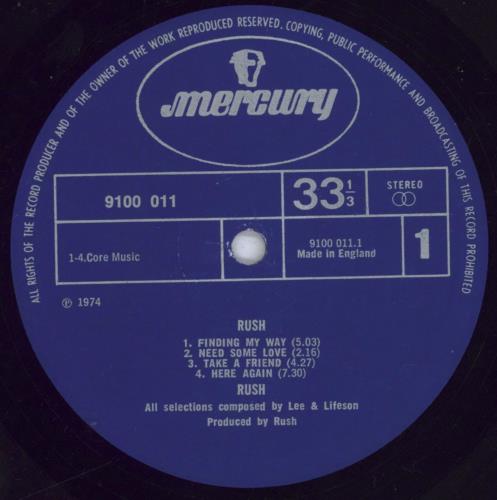 ALL RIGHTS OF THE RECORD PRODUCER AND OF THE OWNER OF THE WORK REPRODUCED RESERVED. COPYING, PUBLIC PERFORMANCE AND BROADCASTING OF THIS RECORD PROHIBITED
mercury
9100 011
33 1/3
STEREO
1-4.Core Music
9100 011.1
Made in England
1
℗ 1974
RUSH
1. FINDING MY WAY (5.03)
2. NEED SOME LOVE (2.16)
3. TAKE A FRIEND (4.27)
4. HERE AGAIN (7.30)
RUSH
All selections composed by Lee & Lifeson
Produced by Rush